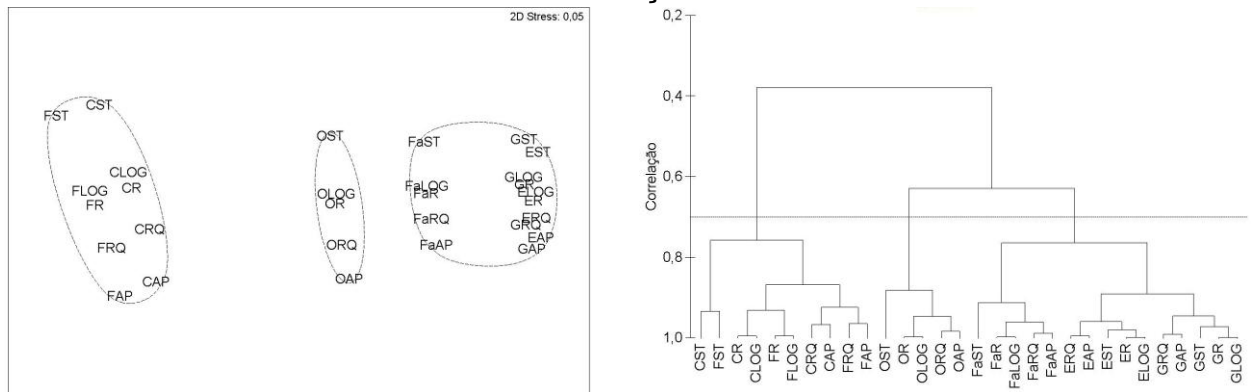 2D Stress: 0,05
FST CST
CLOG
FLOG CR
FR
CRQ
FRQ
FAP CAP
OST
OLOG
OR
ORQ
OAP
FaST
FaLOG
FaR
FaRQ
FaAP
GST
EST
GLOG
GR
ELOG
ER
ERQ
GRQ
EAP
GAP
Correlação
0,2
0,4
0,6
0,8
1,0
CST
FST
CR
CLOG
FR
FLOG
CRQ
CAP
FRQ
FAP
OST
OR
OLOG
ORQ
OAP
FaST
FaR
FaLOG
FaRQ
FaAP
ERQ
EAP
EST
ER
ELOG
GRQ
GAP
GST
GR
GLOG